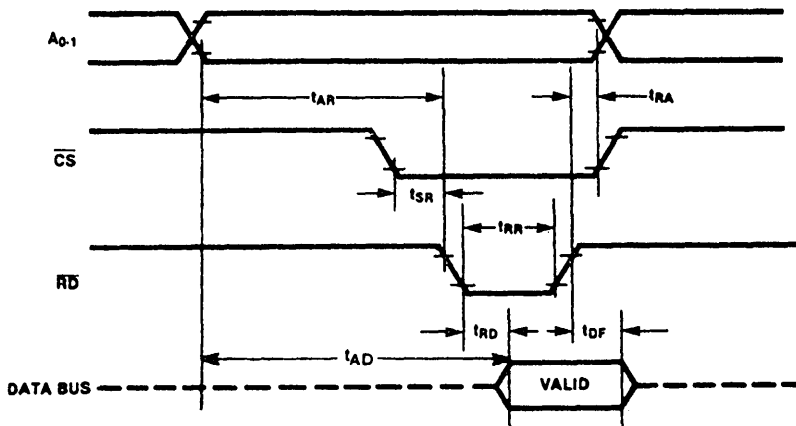 A0-1
tAR
tRA
CS
tSR
tRR
RD
tRD
tDF
tAD
DATA BUS
VALID